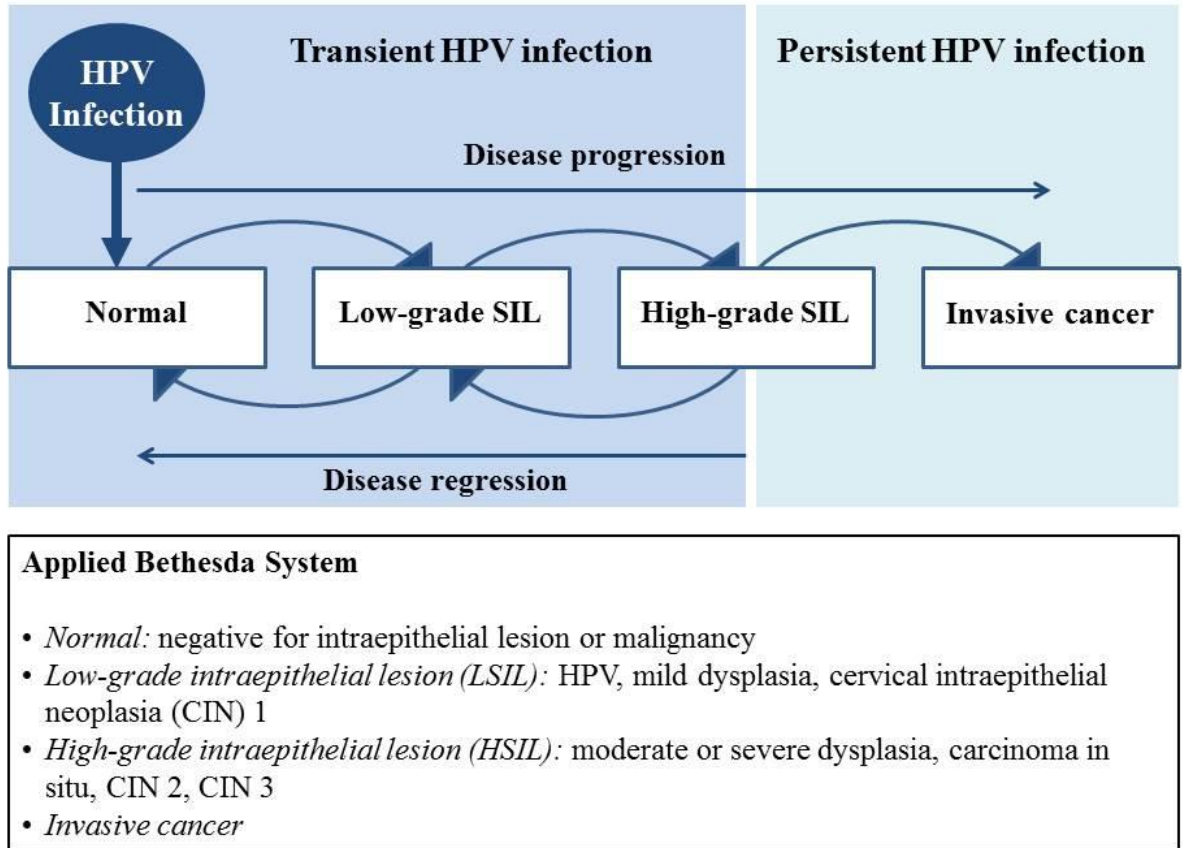 HPV
Infection
Transient HPV infection
Persistent HPV infection
Disease progression
Normal
Low-grade SIL
High-grade SIL
Invasive cancer
Disease regression
Applied Bethesda System
• Normal: negative for intraepithelial lesion or malignancy
• Low-grade intraepithelial lesion (LSIL): HPV, mild dysplasia, cervical intraepithelial
neoplasia (CIN) 1
• High-grade intraepithelial lesion (HSIL): moderate or severe dysplasia, carcinoma in
situ, CIN 2, CIN 3
• Invasive cancer